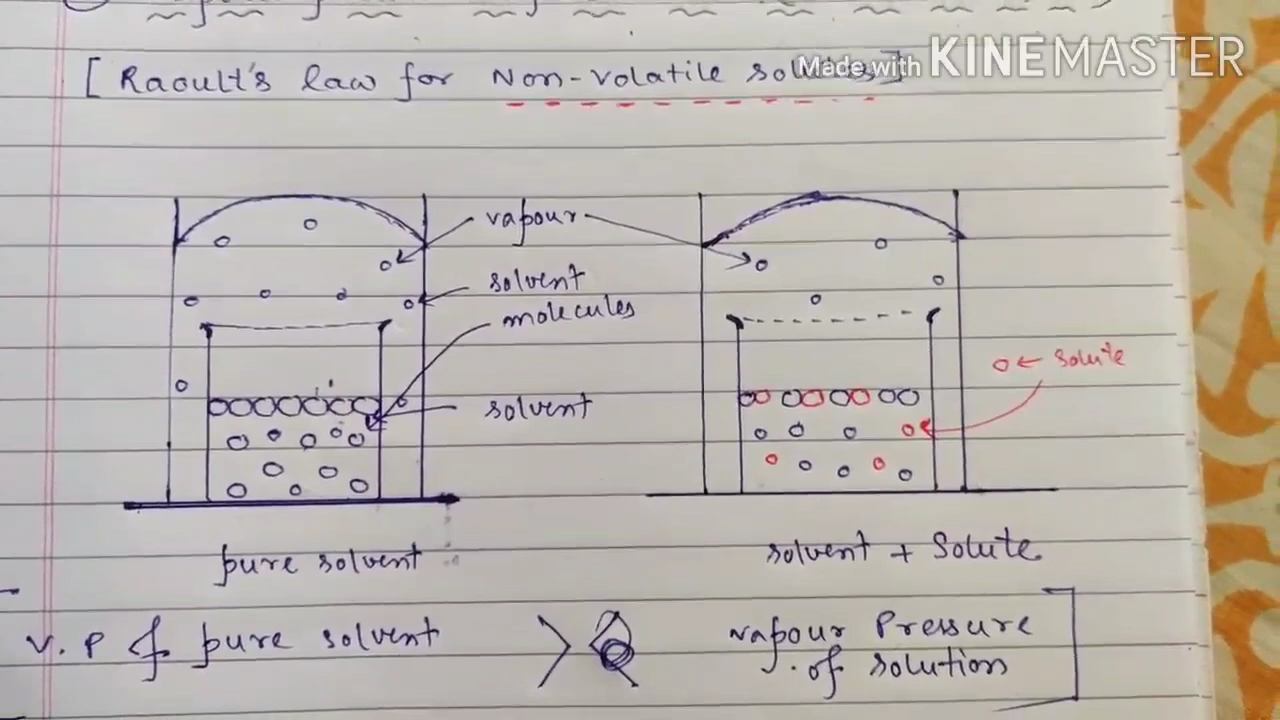 Made with KINEMASTER
[ Raoult's law for Non-volatile
vapour
solvent
molecules
solute
solvent
pure solvent
solvent + Solute
V.P of pure solvent > vapour Pressure
of solution ]